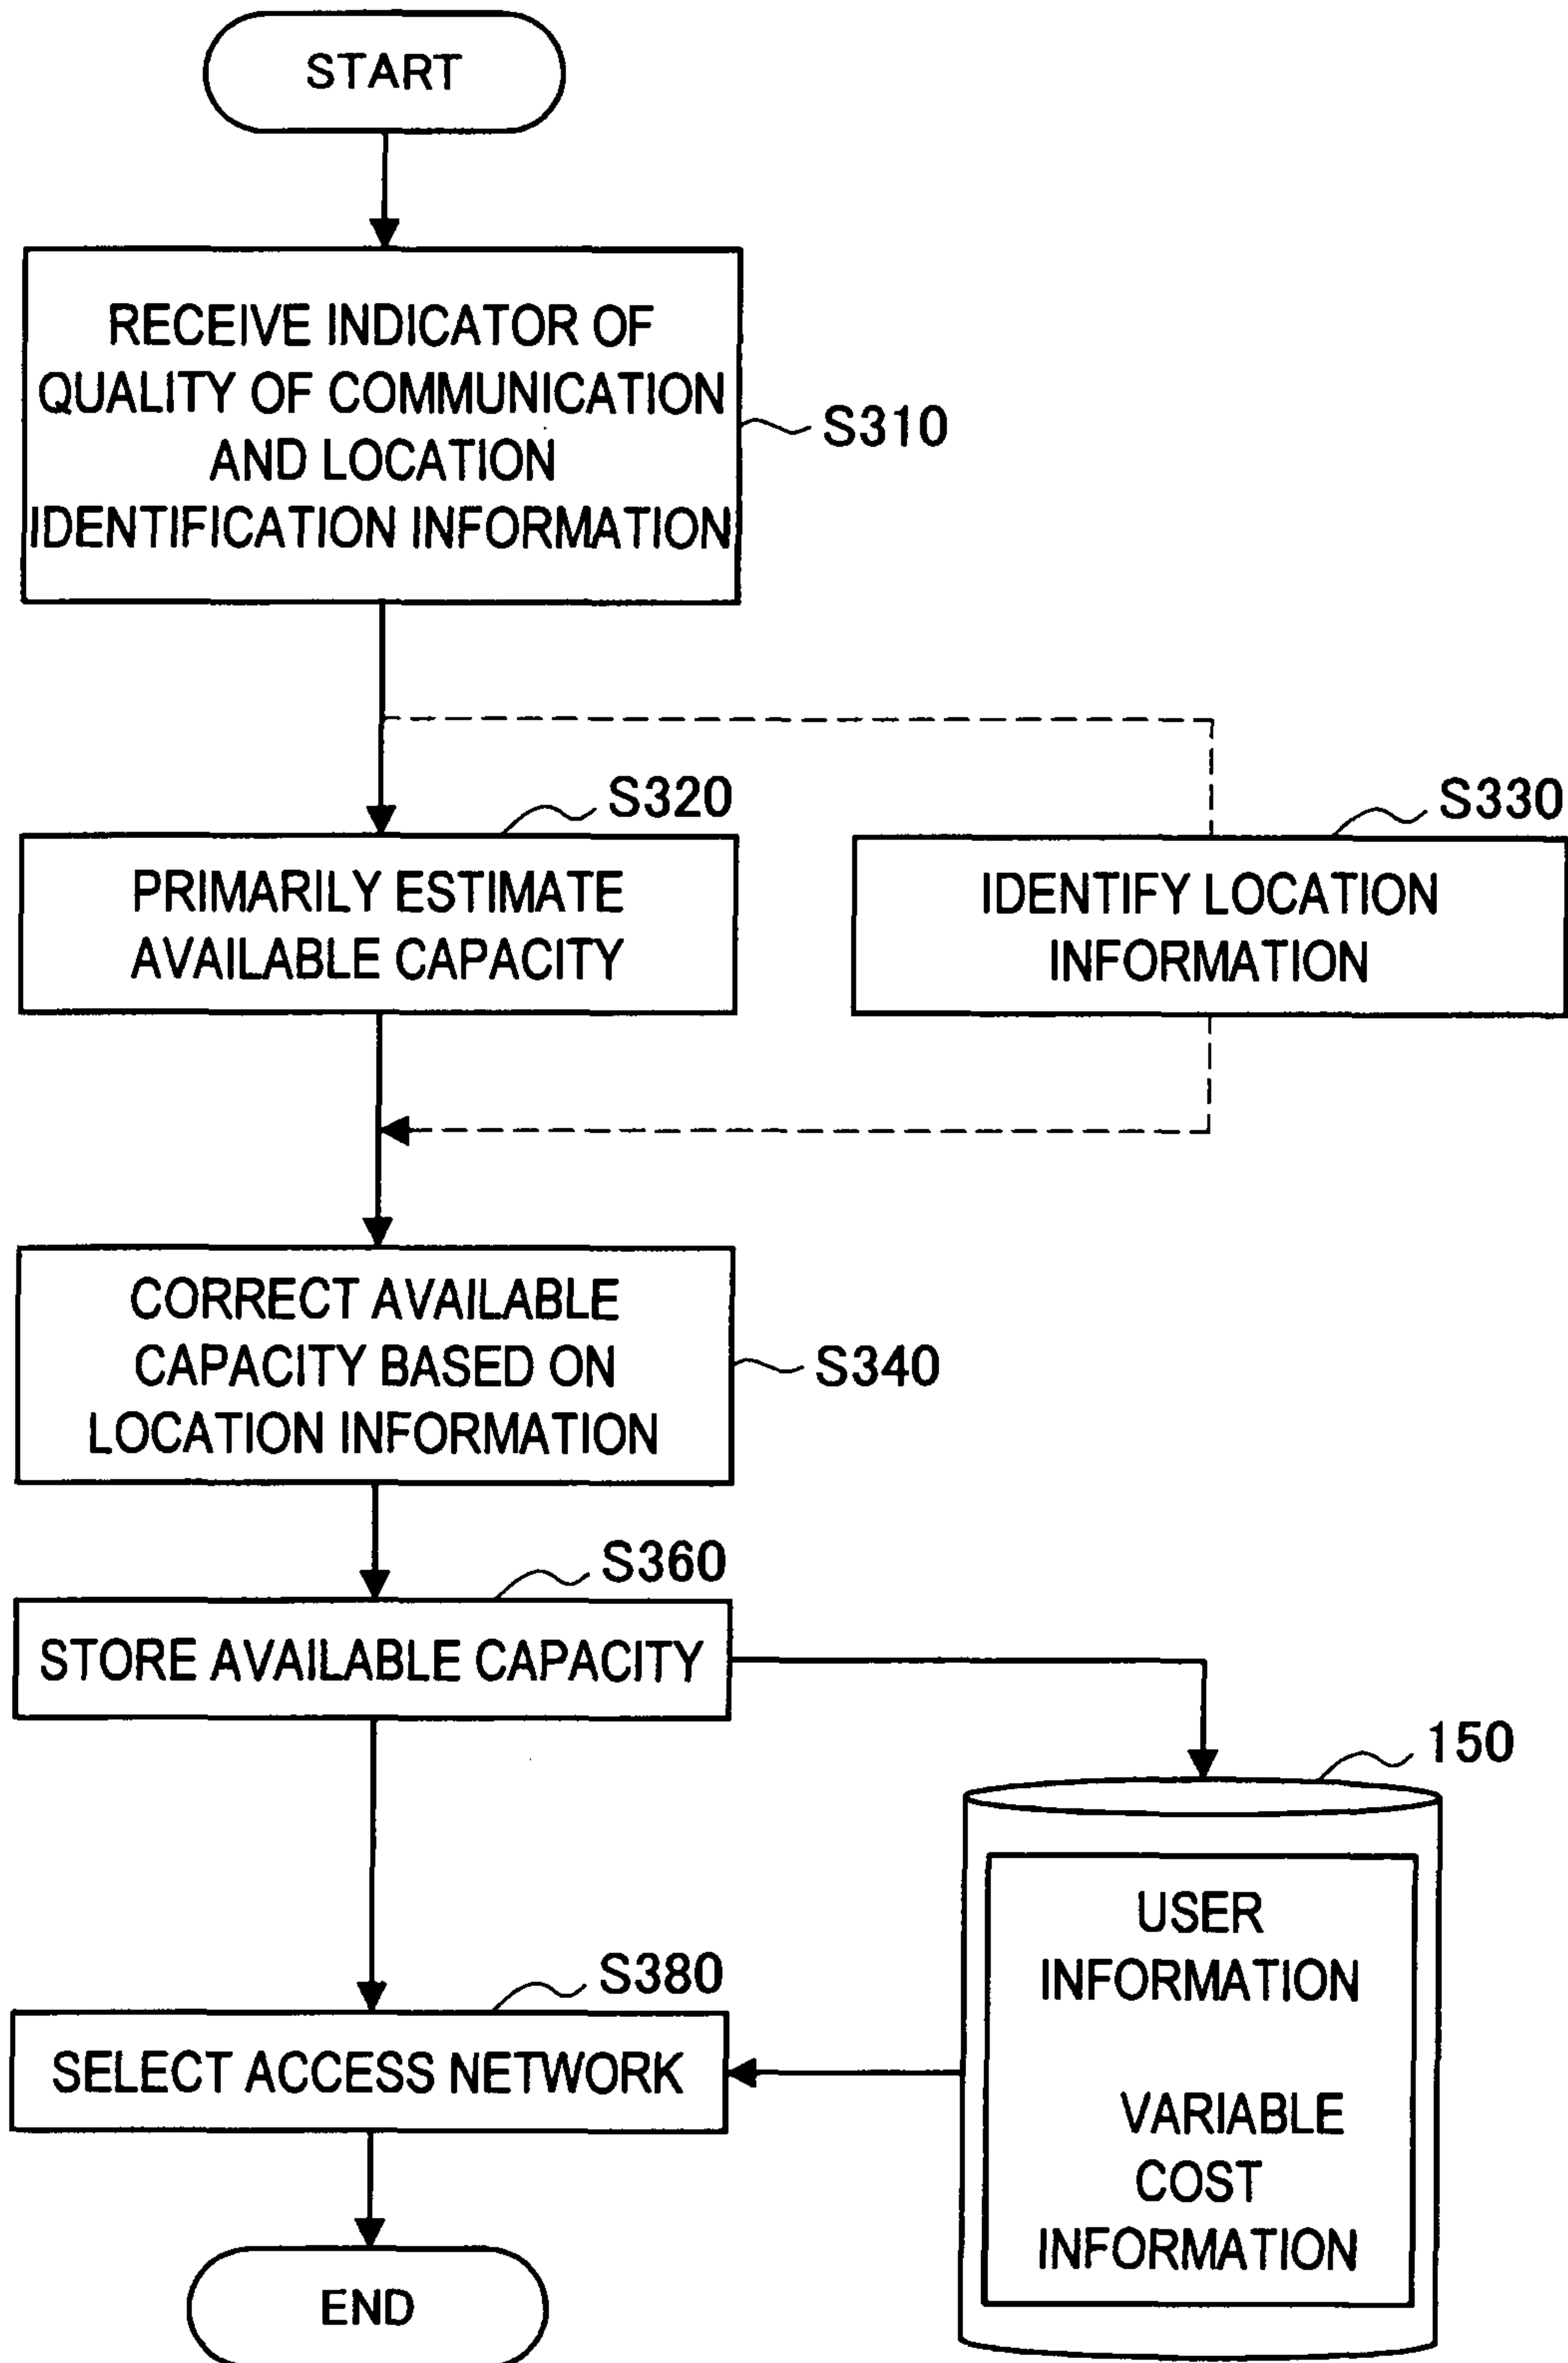 START
RECEIVE INDICATOR OF
QUALITY OF COMMUNICATION
AND LOCATION
IDENTIFICATION INFORMATION
S310
S320
PRIMARILY ESTIMATE
AVAILABLE CAPACITY
S330
IDENTIFY LOCATION
INFORMATION
CORRECT AVAILABLE
CAPACITY BASED ON
LOCATION INFORMATION
S340
S360
STORE AVAILABLE CAPACITY
150
USER
INFORMATION
VARIABLE
COST
INFORMATION
S380
SELECT ACCESS NETWORK
END